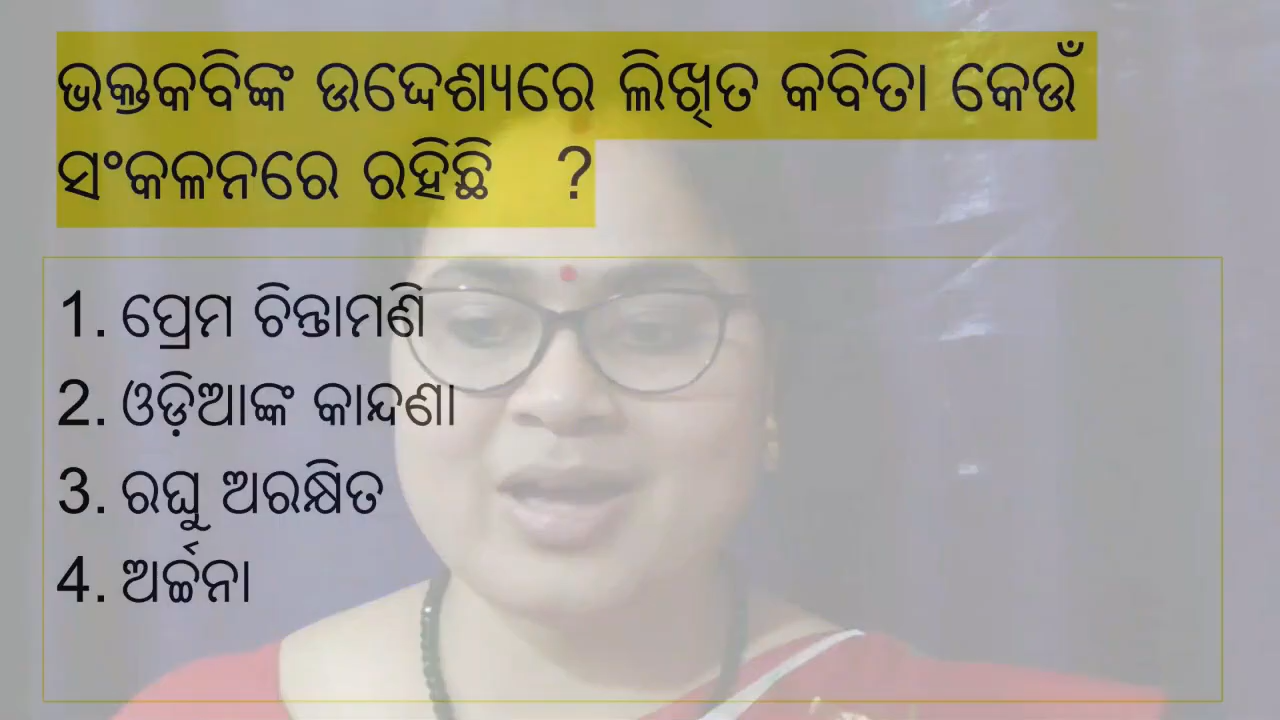 ଭକ୍ତକବିଙ୍କ ଉଦ୍ଦେଶ୍ୟରେ ଲିଖିତ କବିତା କେଉଁ
ସଂକଳନରେ ରହିଛି ?
1. ପ୍ରେମ ଚିନ୍ତାମଣି
2. ଓଡ଼ିଆଙ୍କ କାନ୍ଦଣା
3. ରଘୁ ଅରକ୍ଷିତ
4. ଅର୍ଚ୍ଚନା